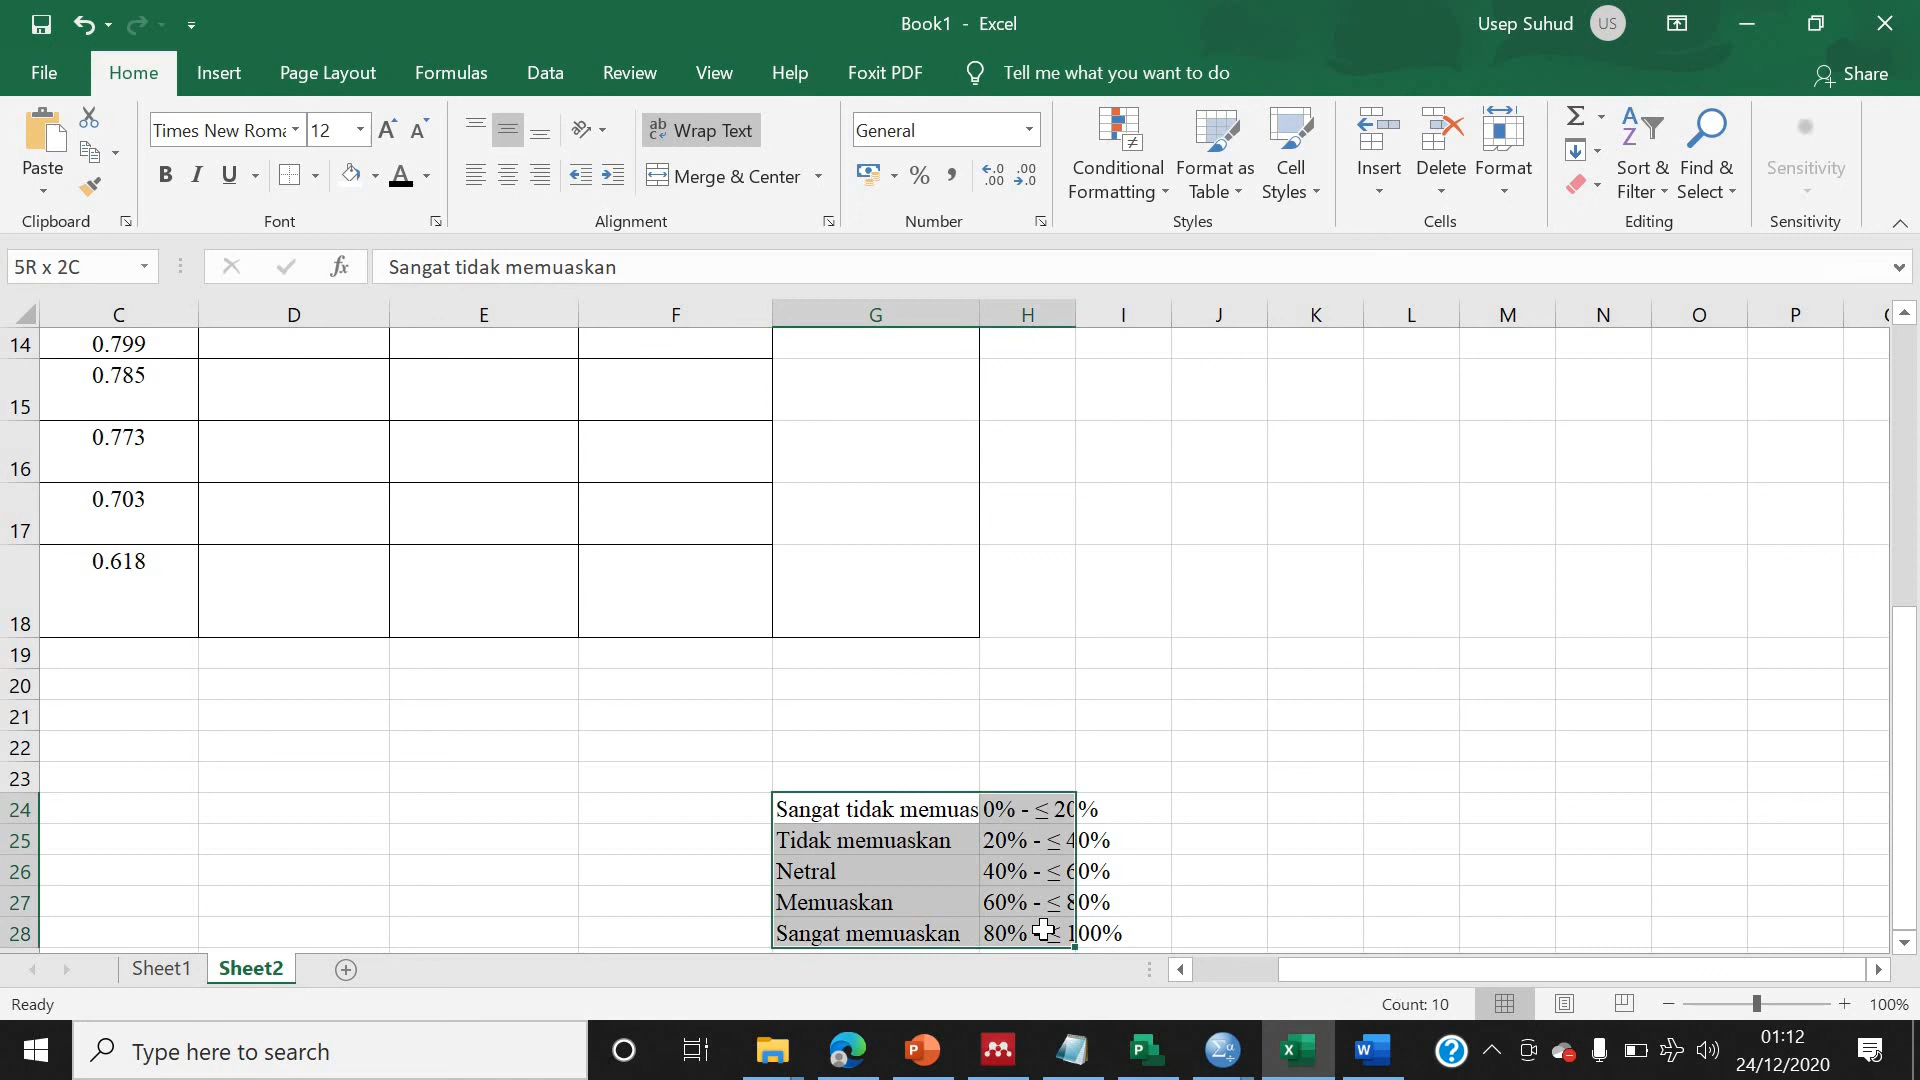 Book1 - Excel
Usep Suhud
US
File
Home
Insert
Page Layout
Formulas
Data
Review
View
Help
Foxit PDF
Tell me what you want to do
Share
Paste
Clipboard
Times New Roma
12
B I U
Font
Wrap Text
Merge & Center
Alignment
General
Number
Conditional Formatting
Format as Table
Cell Styles
Styles
Insert
Delete
Format
Cells
Sort & Filter
Find & Select
Editing
Sensitivity
Sensitivity
5R x 2C
fx
Sangat tidak memuaskan
C D E F G H I J K L M N O P
14 0.799
15 0.785
16 0.773
17 0.703
18 0.618
19
20
21
22
23
24 Sangat tidak memuas 0% - ≤ 20%
25 Tidak memuaskan 20% - ≤ 40%
26 Netral 40% - ≤ 60%
27 Memuaskan 60% - ≤ 80%
28 Sangat memuaskan 80% ≤ 100%
Sheet1
Sheet2
Ready
Count: 10
100%
Type here to search
01:12
24/12/2020